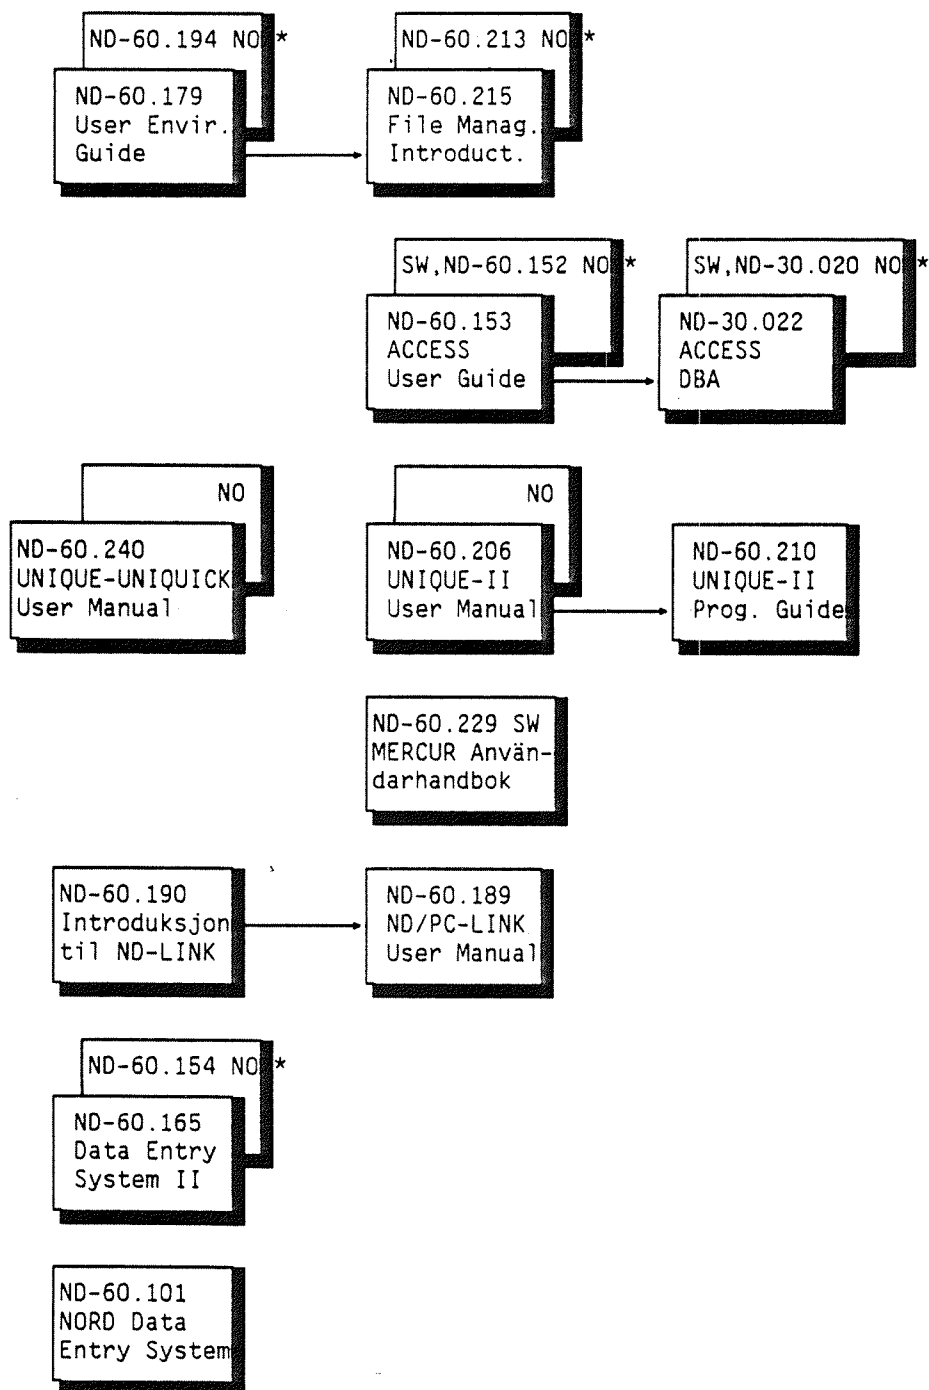 ND-60.194 NO *
ND-60.179
User Envir.
Guide
ND-60.213 NO *
ND-60.215
File Manag.
Introduct.
SW,ND-60.152 NO *
ND-60.153
ACCESS
User Guide
SW,ND-30.020 NO *
ND-30.022
ACCESS
DBA
NO
ND-60.240
UNIQUE-UNIQUICK
User Manual
NO
ND-60.206
UNIQUE-II
User Manual
ND-60.210
UNIQUE-II
Prog. Guide
ND-60.229 SW
MERCUR Använ-
darhandbok
ND-60.190
Introduksjon
til ND-LINK
ND-60.189
ND/PC-LINK
User Manual
ND-60.154 NO *
ND-60.165
Data Entry
System II
ND-60.101
NORD Data
Entry System